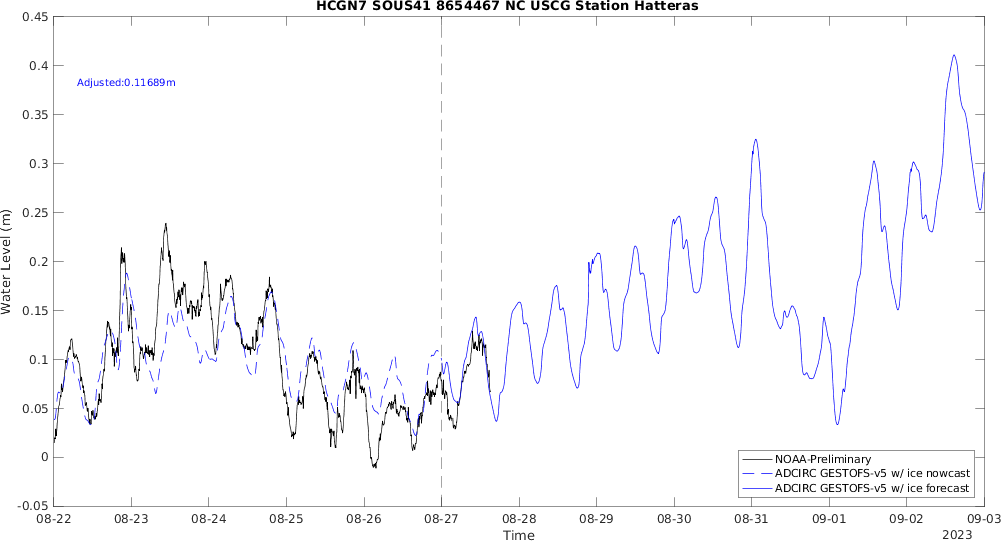 HCGN7 SOUS41 8654467 NC USCG Station Hatteras
0.45
0.4
0.35
0.3
0.25
0.2
0.15
0.1
0.05
0
-0.05
Water Level (m)
Adjusted:0.11689m
NOAA-Preliminary
ADCIRC GESTOFS-v5 w/ ice nowcast
ADCIRC GESTOFS-v5 w/ ice forecast
08-22 08-23 08-24 08-25 08-26 08-27 08-28 08-29 08-30 08-31 09-01 09-02 09-03
Time
2023